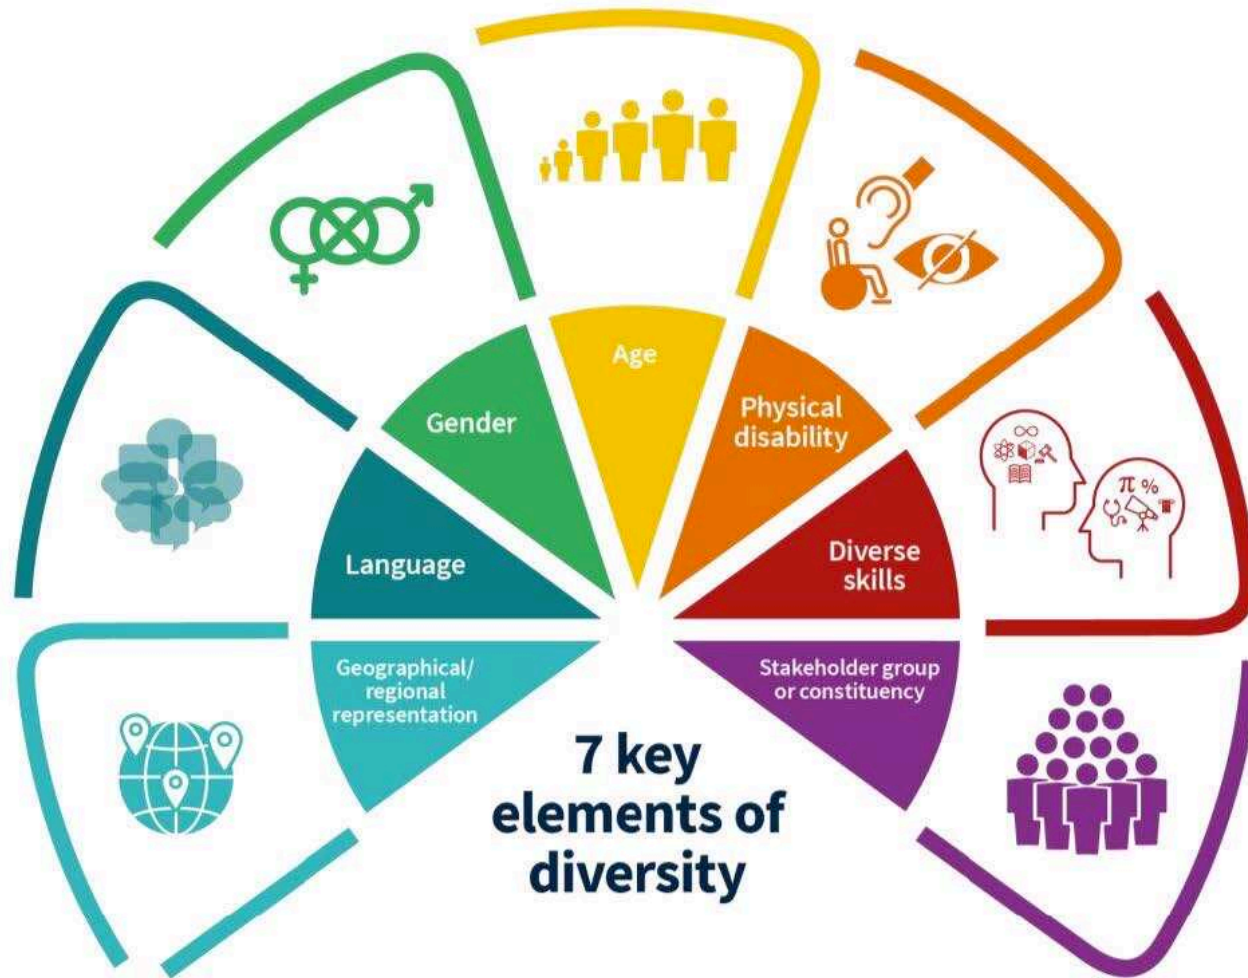 Age
Gender
Physical
disability
Language
Diverse
skills
Geographical/
regional
representation
Stakeholder group
or constituency
π %
7 key
elements of
diversity